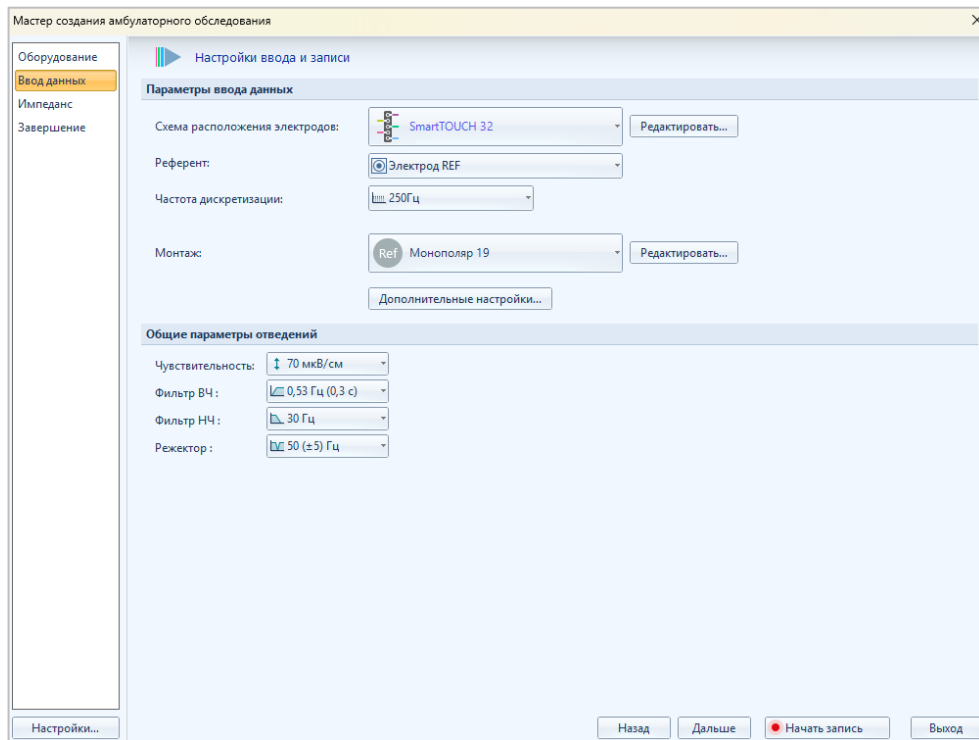 Мастер создания амбулаторного обследования
Оборудование
Ввод данных
Импеданс
Завершение
Настройки ввода и записи
Параметры ввода данных
Схема расположения электродов: SmartTOUCH 32 Редактировать...
Референт: Электрод REF
Частота дискретизации: 250Гц
Монтаж: Ref Монополяр 19 Редактировать...
Дополнительные настройки...
Общие параметры отведений
Чувствительность: 70 мкВ/см
Фильтр ВЧ : 0,53 Гц (0,3 с)
Фильтр НЧ : 30 Гц
Режектор : 50 (±5) Гц
Настройки... Назад Дальше Начать запись Выход